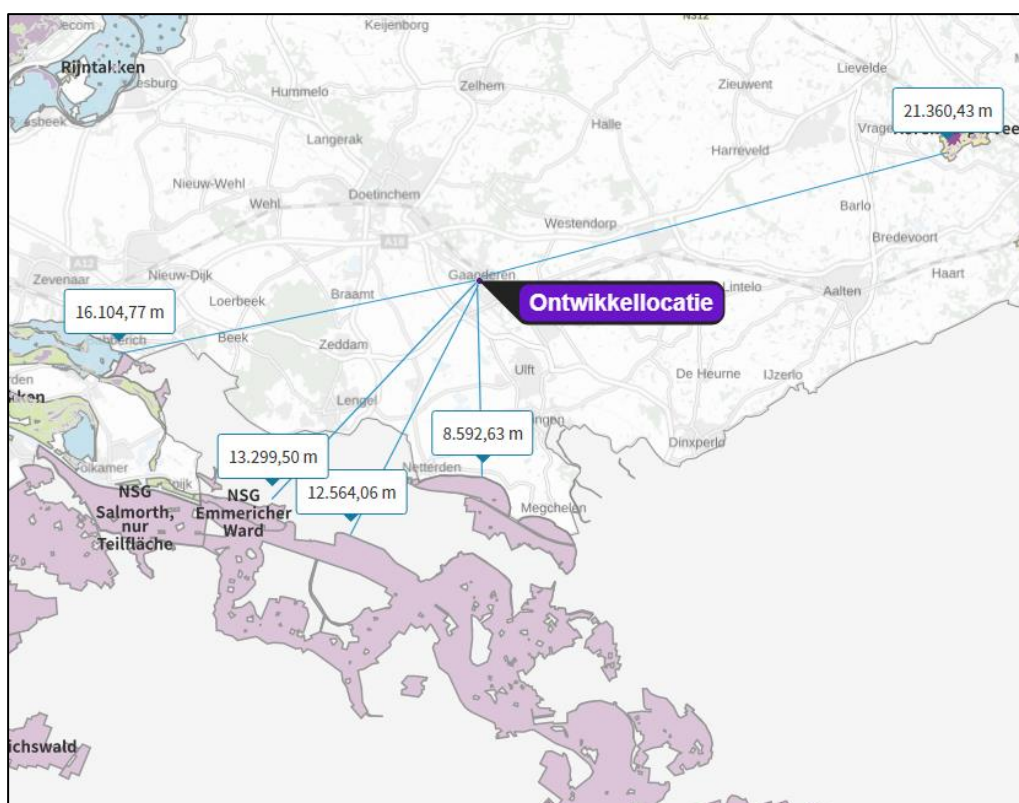 Keijenborg
N312
Rijntakken
Lievelde
Zelhem
Zieuwent
Hummelo
21.360,43 m
Halle
Langerak
Harreveld
Nieuw-Wehl
Doetinchem
Wehl
Barlo
Westendorp
A18
Bredevoort
A12
Zevenaar
Nieuw-Dijk
Gaanderen
Haart
Loerbeek
Braamt
Lintelo
Aalten
Ontwikkellocatie
16.104,77 m
Beek
Zeddam
Ulft
De Heurne
IJzerlo
Lengel
8.592,63 m
Dinxperlo
13.299,50 m
Netterden
12.564,06 m
NSG
Salmorth,
nur
Teilfläche
NSG
Emmericher
Ward
Megchelen
ichswald